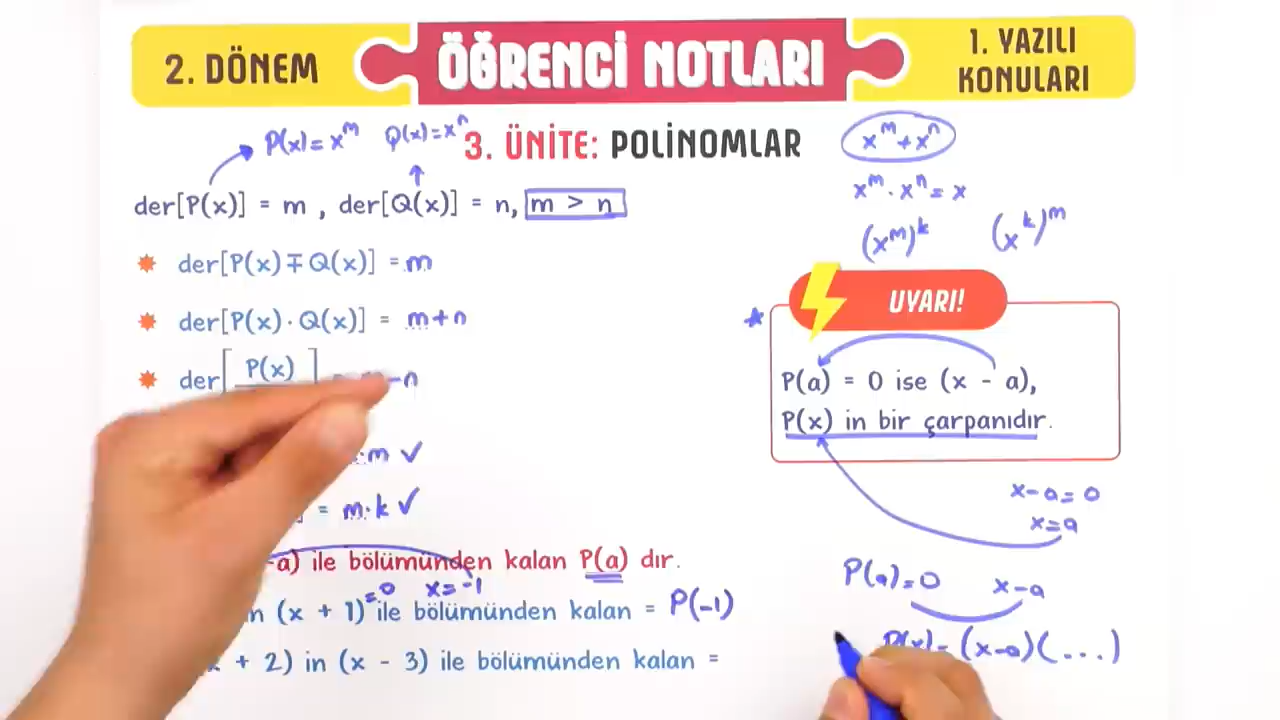 2. DÖNEM
ÖĞRENCİ NOTLARI
1. YAZILI
KONULARI
P(x) = x^m Q(x) = x^n
3. ÜNİTE: POLİNOMLAR
x^m + x^n
x^m · x^n = x
(x^m)^k (x^k)^m
der[P(x)] = m , der[Q(x)] = n, m > n
der[P(x) ∓ Q(x)] = m
der[P(x) · Q(x)] = m+n
der[ P(x) ] = m-n
· m ✓
] = m·k ✓
UYARI!
P(a) = 0 ise (x - a),
P(x) in bir çarpanıdır.
x-a=0
x=a
-a) ile bölümünden kalan P(a) dır.
=0 x=-1
(x + 1) ile bölümünden kalan = P(-1)
+ 2) in (x - 3) ile bölümünden kalan =
P(a)=0 x-a
P(x)=(x-a)(...)